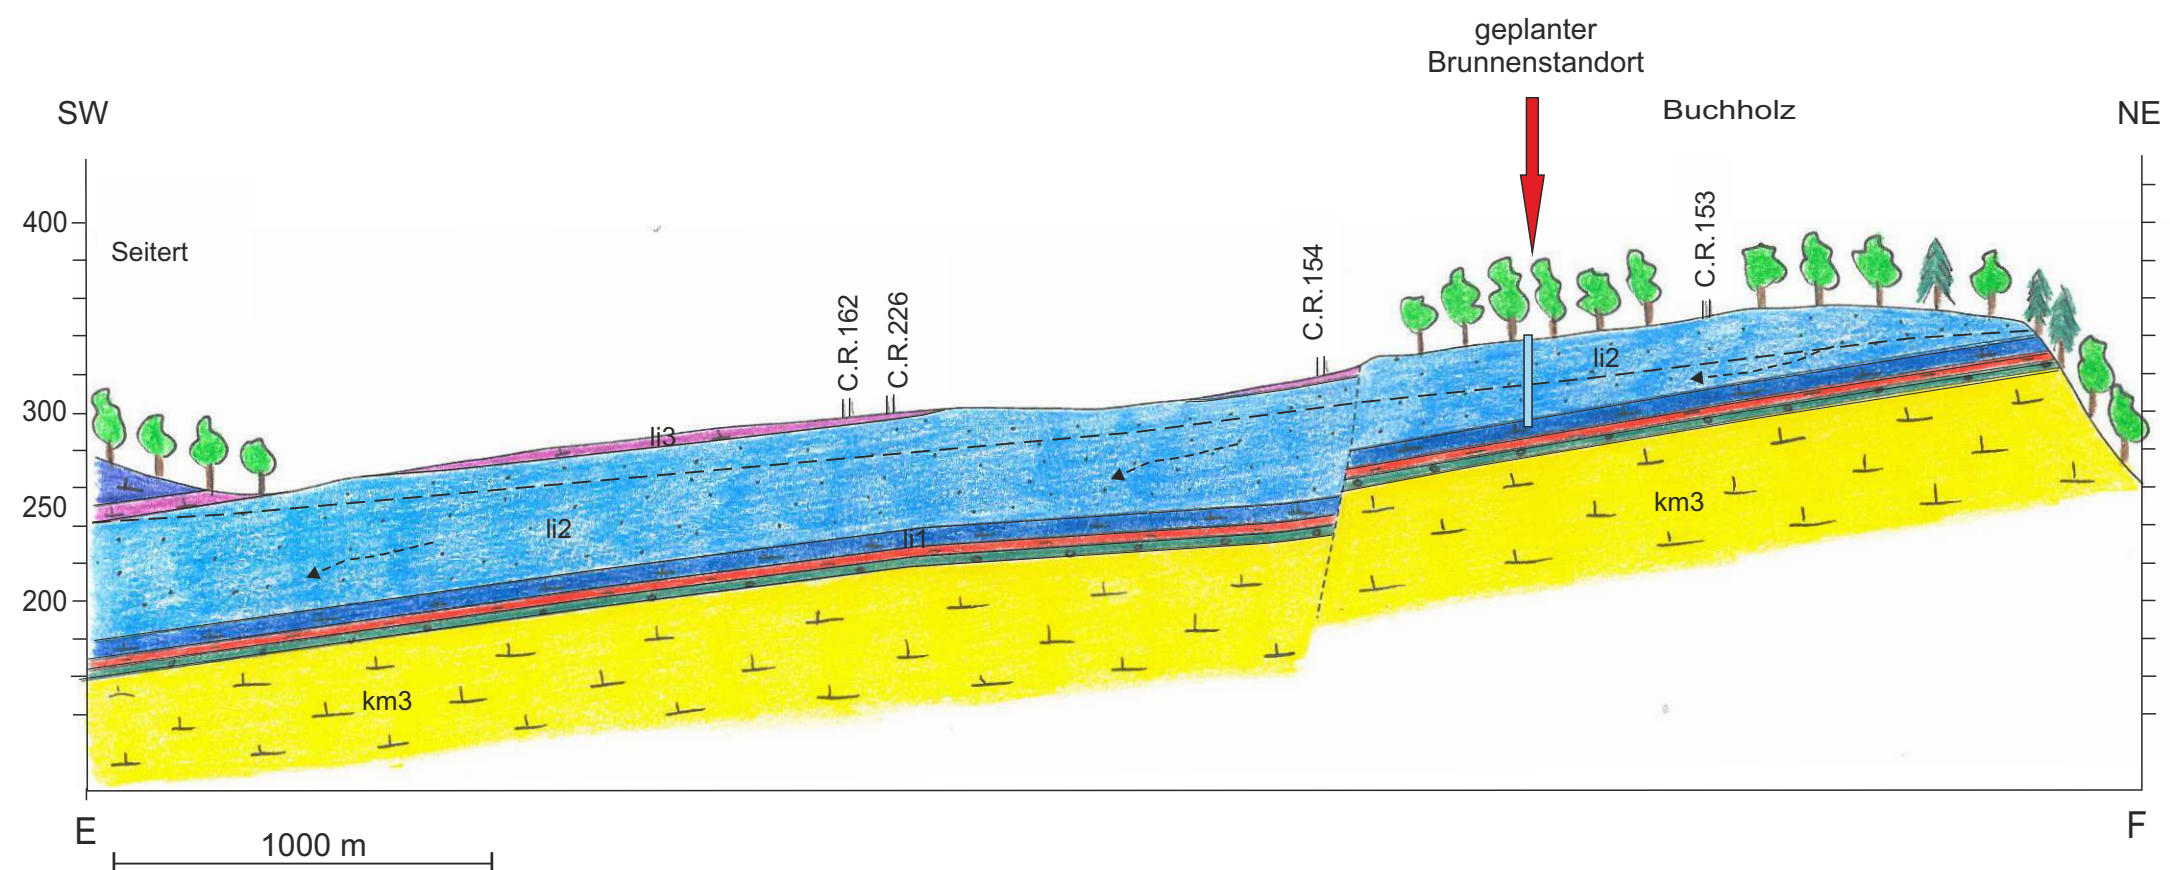 geplanter
Brunnenstandort
SW
Buchholz
NE
400
Seitert
C.R.162
C.R.226
C.R.154
C.R.153
li2
300
li3
250
li2
li1
km3
200
km3
E
F
1000 m